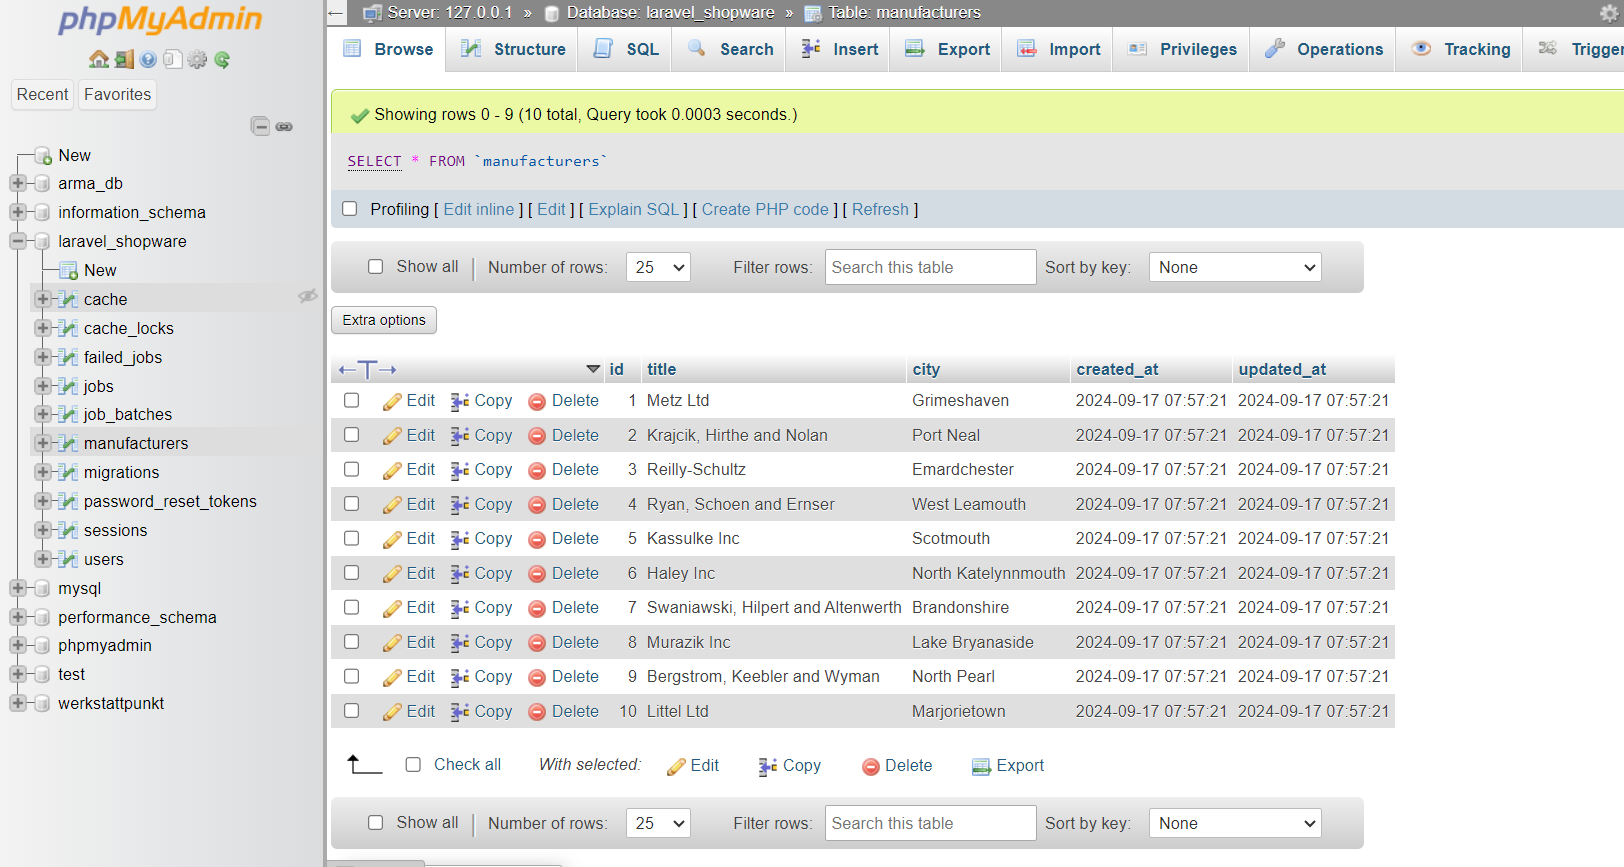 phpMyAdmin
Recent Favorites
New
arma_db
information_schema
laravel_shopware
New
cache
cache_locks
failed_jobs
jobs
job_batches
manufacturers
migrations
password_reset_tokens
sessions
users
mysql
performance_schema
phpmyadmin
test
werkstattpunkt
Server: 127.0.0.1 » Database: laravel_shopware » Table: manufacturers
Browse Structure SQL Search Insert Export Import Privileges Operations Tracking Trigger
Showing rows 0 - 9 (10 total, Query took 0.0003 seconds.)
SELECT * FROM `manufacturers`
Profiling [ Edit inline ] [ Edit ] [ Explain SQL ] [ Create PHP code ] [ Refresh ]
Show all Number of rows: 25 Filter rows: Search this table Sort by key: None
Extra options
id title city created_at updated_at
Edit Copy Delete 1 Metz Ltd Grimeshaven 2024-09-17 07:57:21 2024-09-17 07:57:21
Edit Copy Delete 2 Krajcik, Hirthe and Nolan Port Neal 2024-09-17 07:57:21 2024-09-17 07:57:21
Edit Copy Delete 3 Reilly-Schultz Emardchester 2024-09-17 07:57:21 2024-09-17 07:57:21
Edit Copy Delete 4 Ryan, Schoen and Ernser West Leamouth 2024-09-17 07:57:21 2024-09-17 07:57:21
Edit Copy Delete 5 Kassulke Inc Scotmouth 2024-09-17 07:57:21 2024-09-17 07:57:21
Edit Copy Delete 6 Haley Inc North Katelynnmouth 2024-09-17 07:57:21 2024-09-17 07:57:21
Edit Copy Delete 7 Swaniawski, Hilpert and Altenwerth Brandonshire 2024-09-17 07:57:21 2024-09-17 07:57:21
Edit Copy Delete 8 Murazik Inc Lake Bryanaside 2024-09-17 07:57:21 2024-09-17 07:57:21
Edit Copy Delete 9 Bergstrom, Keebler and Wyman North Pearl 2024-09-17 07:57:21 2024-09-17 07:57:21
Edit Copy Delete 10 Littel Ltd Marjorietown 2024-09-17 07:57:21 2024-09-17 07:57:21
Check all With selected: Edit Copy Delete Export
Show all Number of rows: 25 Filter rows: Search this table Sort by key: None